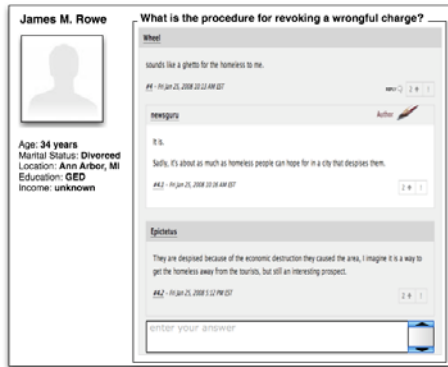 James M. Rowe
What is the procedure for revoking a wrongful charge?
Wheel
sounds like a ghetto for the homeless to me.
#4 - Fri Jan 25, 2008 10:13 AM EST
2
newsguru
Author
It is.
Sadly, it's about as much as homeless people can hope for in a city that despises them.
#4.1 - Fri Jan 25, 2008 10:18 AM EST
2
Age: 34 years
Marital Status: Divorced
Location: Ann Arbor, MI
Education: GED
Income: unknown
Epictetus
They are despised because of the economic destruction they caused the area, I imagine it is a way to
get the homeless away from the tourists, but still an interesting prospect.
#4.2 - Fri Jan 25, 2008 5:12 PM EST
2
enter your answer